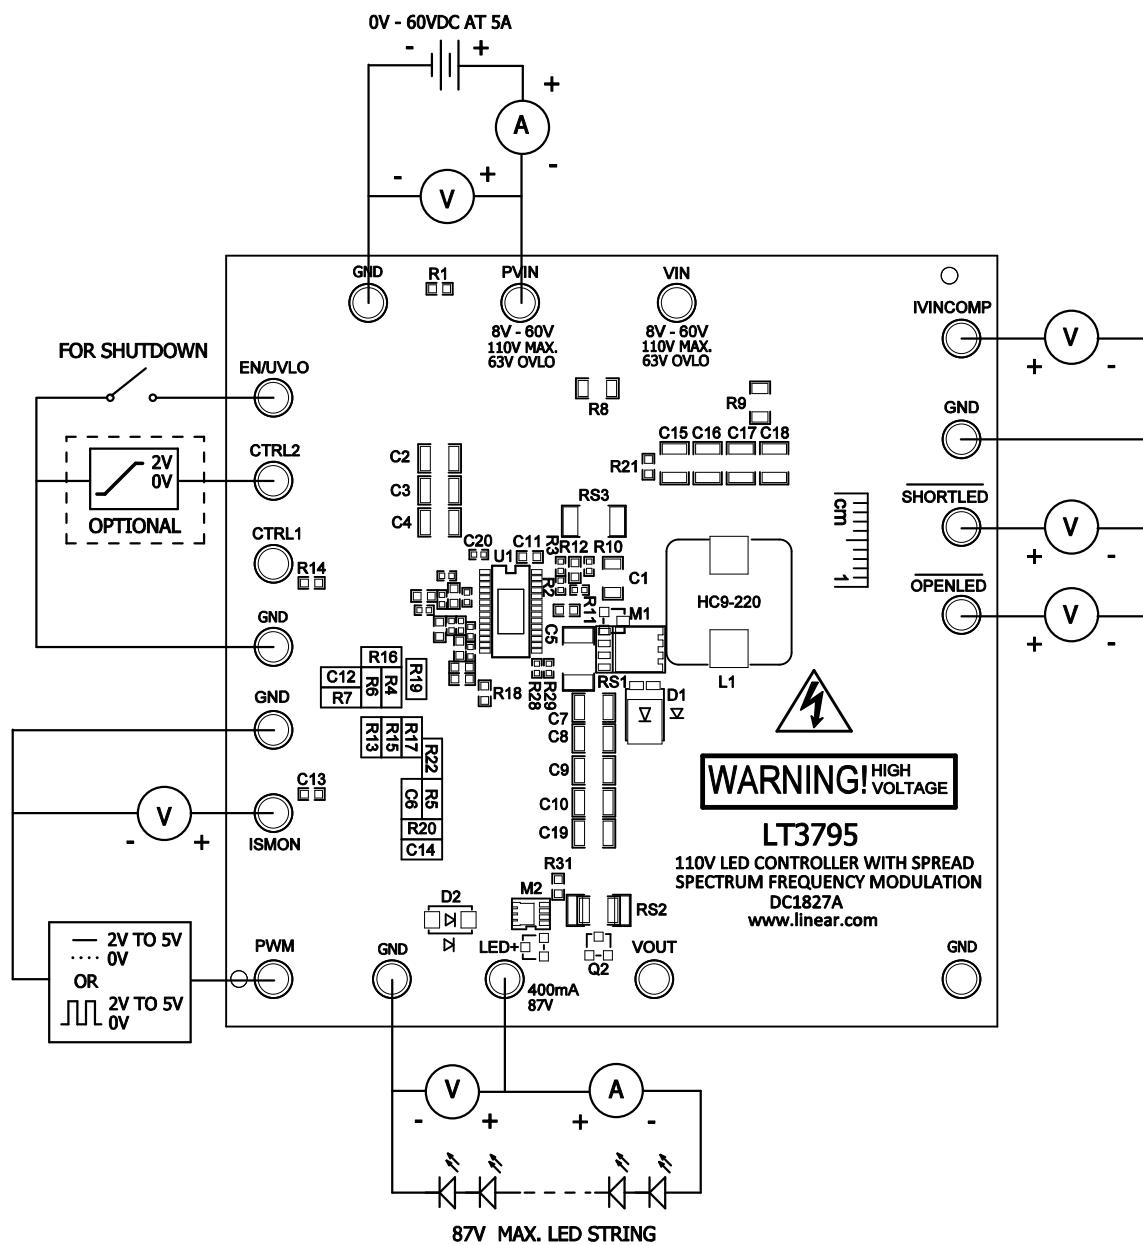 0V - 60VDC AT 5A
- +
+
A
-
- V +
GND
R1
PVIN
8V - 60V
110V MAX.
63V OVLO
VIN
8V - 60V
110V MAX.
63V OVLO
IVINCOMP
V
+ -
FOR SHUTDOWN
EN/UVLO
R8
R9
GND
CTRL2
2V
0V
OPTIONAL
C2
C3
C4
C15 C16 C17 C18
R21
RS3
cm
1
SHORTLED
V
+ -
CTRL1
R14
C20
U1
C11
R3
R12
R10
R2
C1
HC9-220
L1
OPENLED
V
+ -
GND
R11
M1
C5
RS1
R16
C12
R7
R6
R4
R19
R18
R28
R29
D1
GND
R13
R15
R17
R22
C7
C8
C9
C10
C19
WARNING! HIGH
VOLTAGE
C13
V
- +
ISMON
C6
R5
R20
C14
LT3795
110V LED CONTROLLER WITH SPREAD
SPECTRUM FREQUENCY MODULATION
DC1827A
www.linear.com
R31
D2
M2
RS2
2V TO 5V
0V
OR
2V TO 5V
0V
PWM
GND
LED+
400mA
87V
Q2
VOUT
GND
V
- +
A
+ -
87V MAX. LED STRING